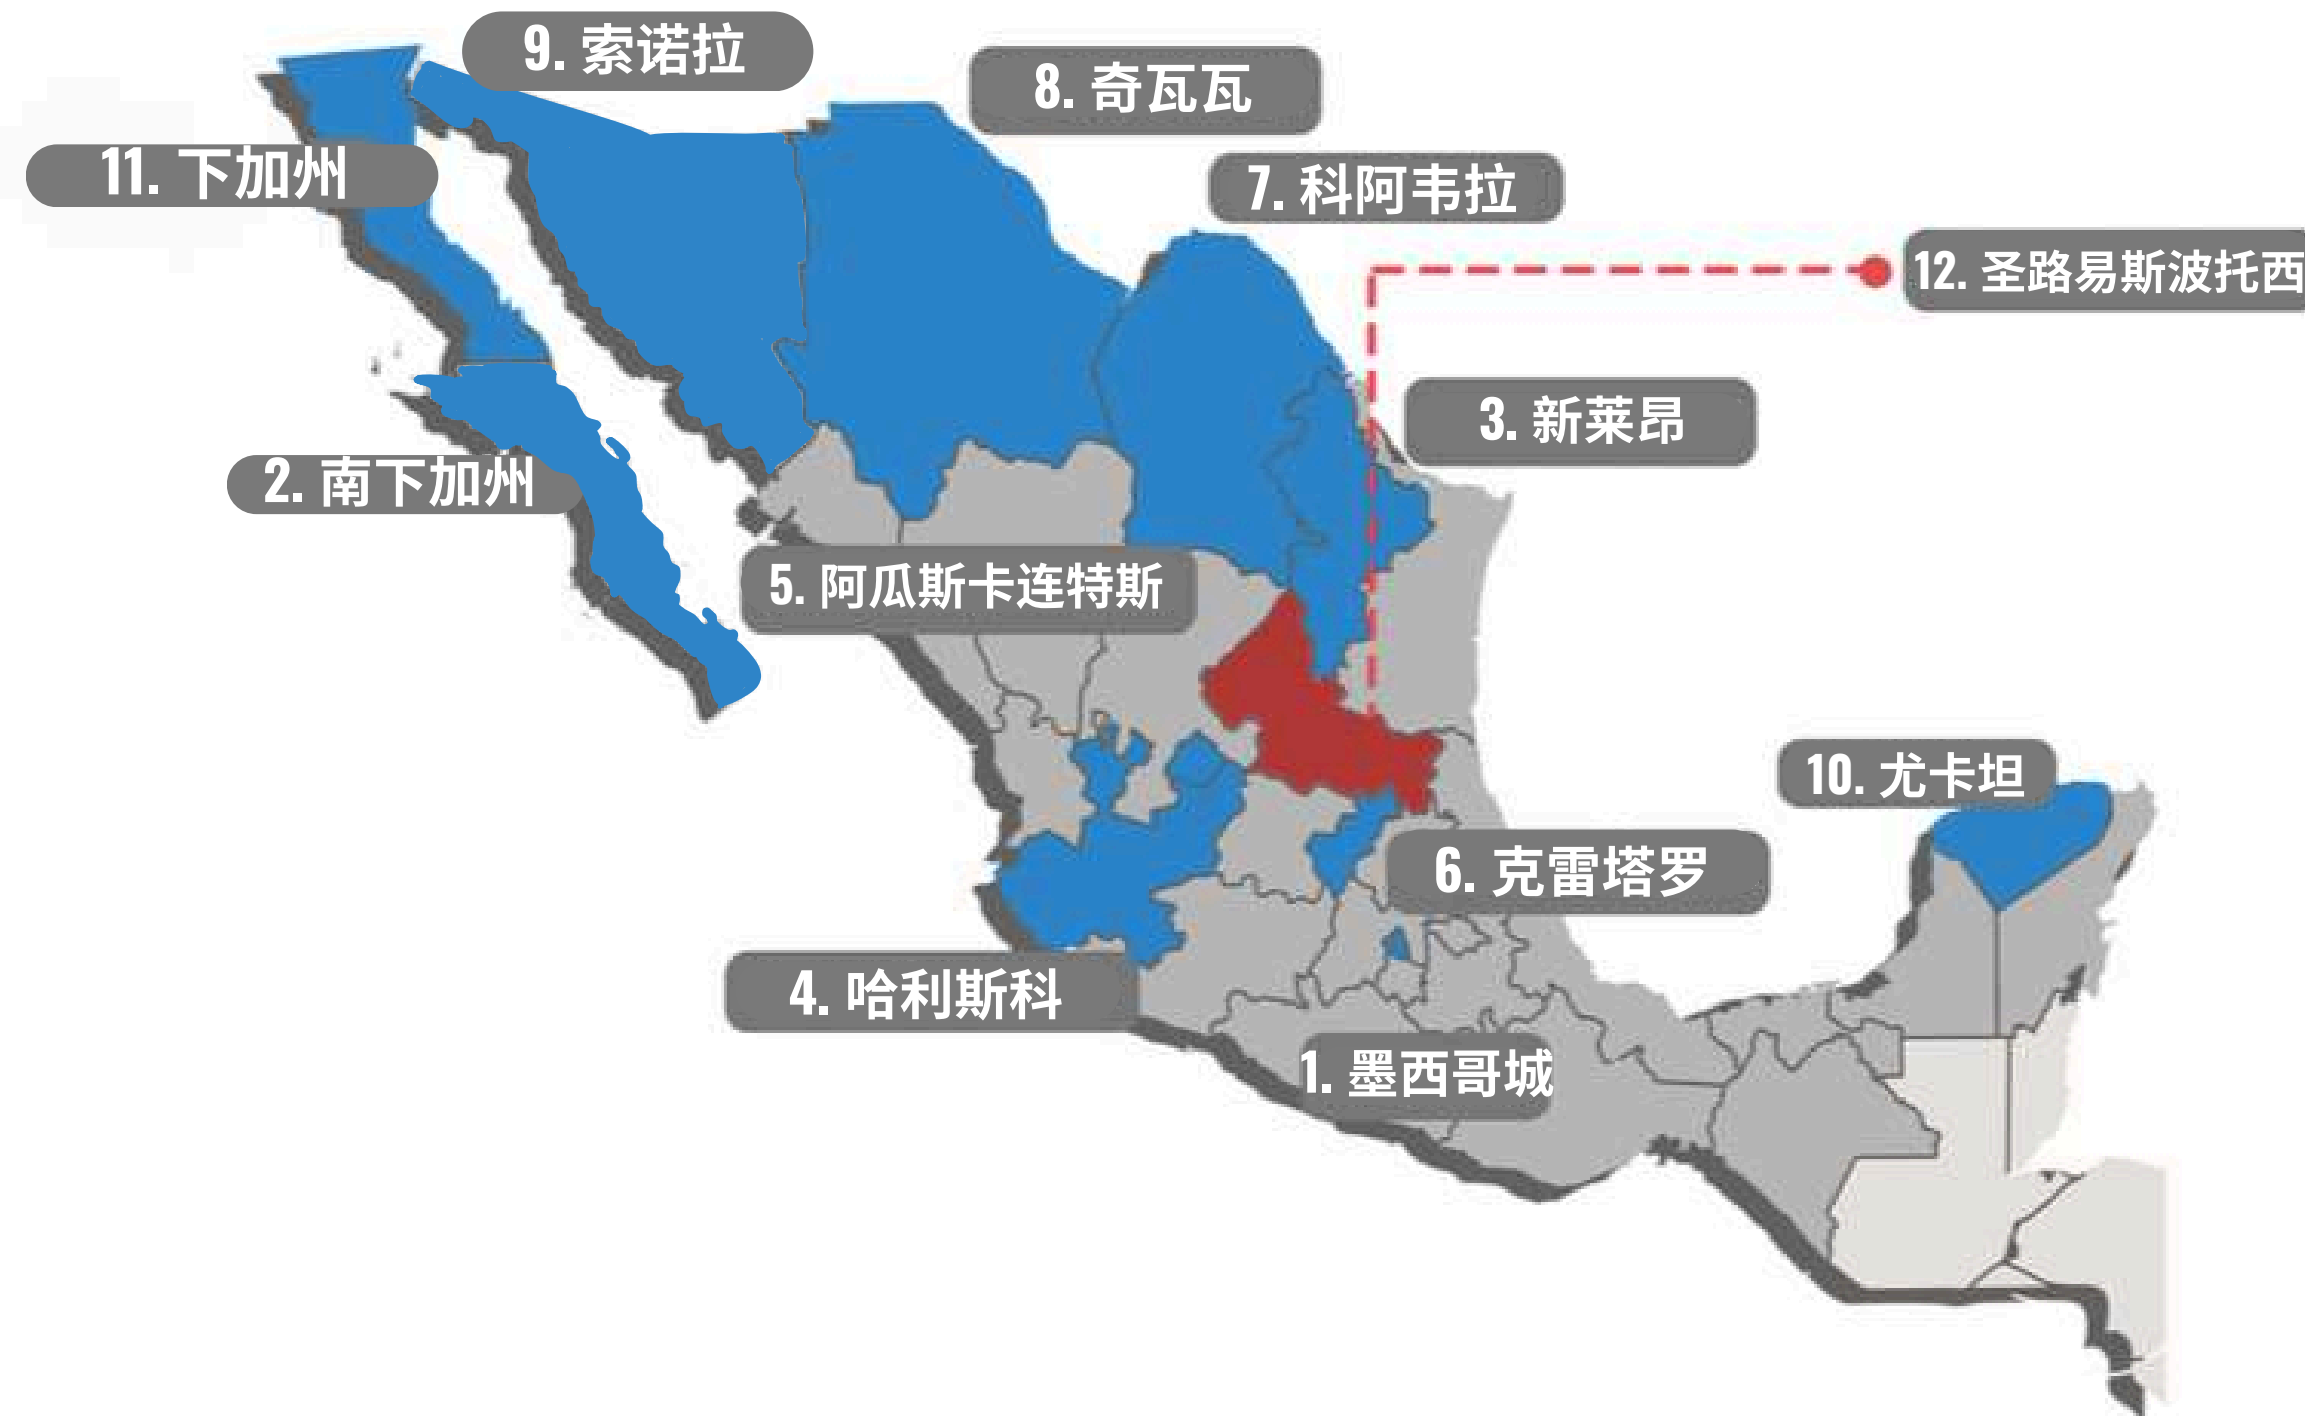 9. 索诺拉
8. 奇瓦瓦
11. 下加州
7. 科阿韦拉
12. 圣路易斯波托西
3. 新莱昂
2. 南下加州
5. 阿瓜斯卡连特斯
10. 尤卡坦
6. 克雷塔罗
4. 哈利斯科
1. 墨西哥城